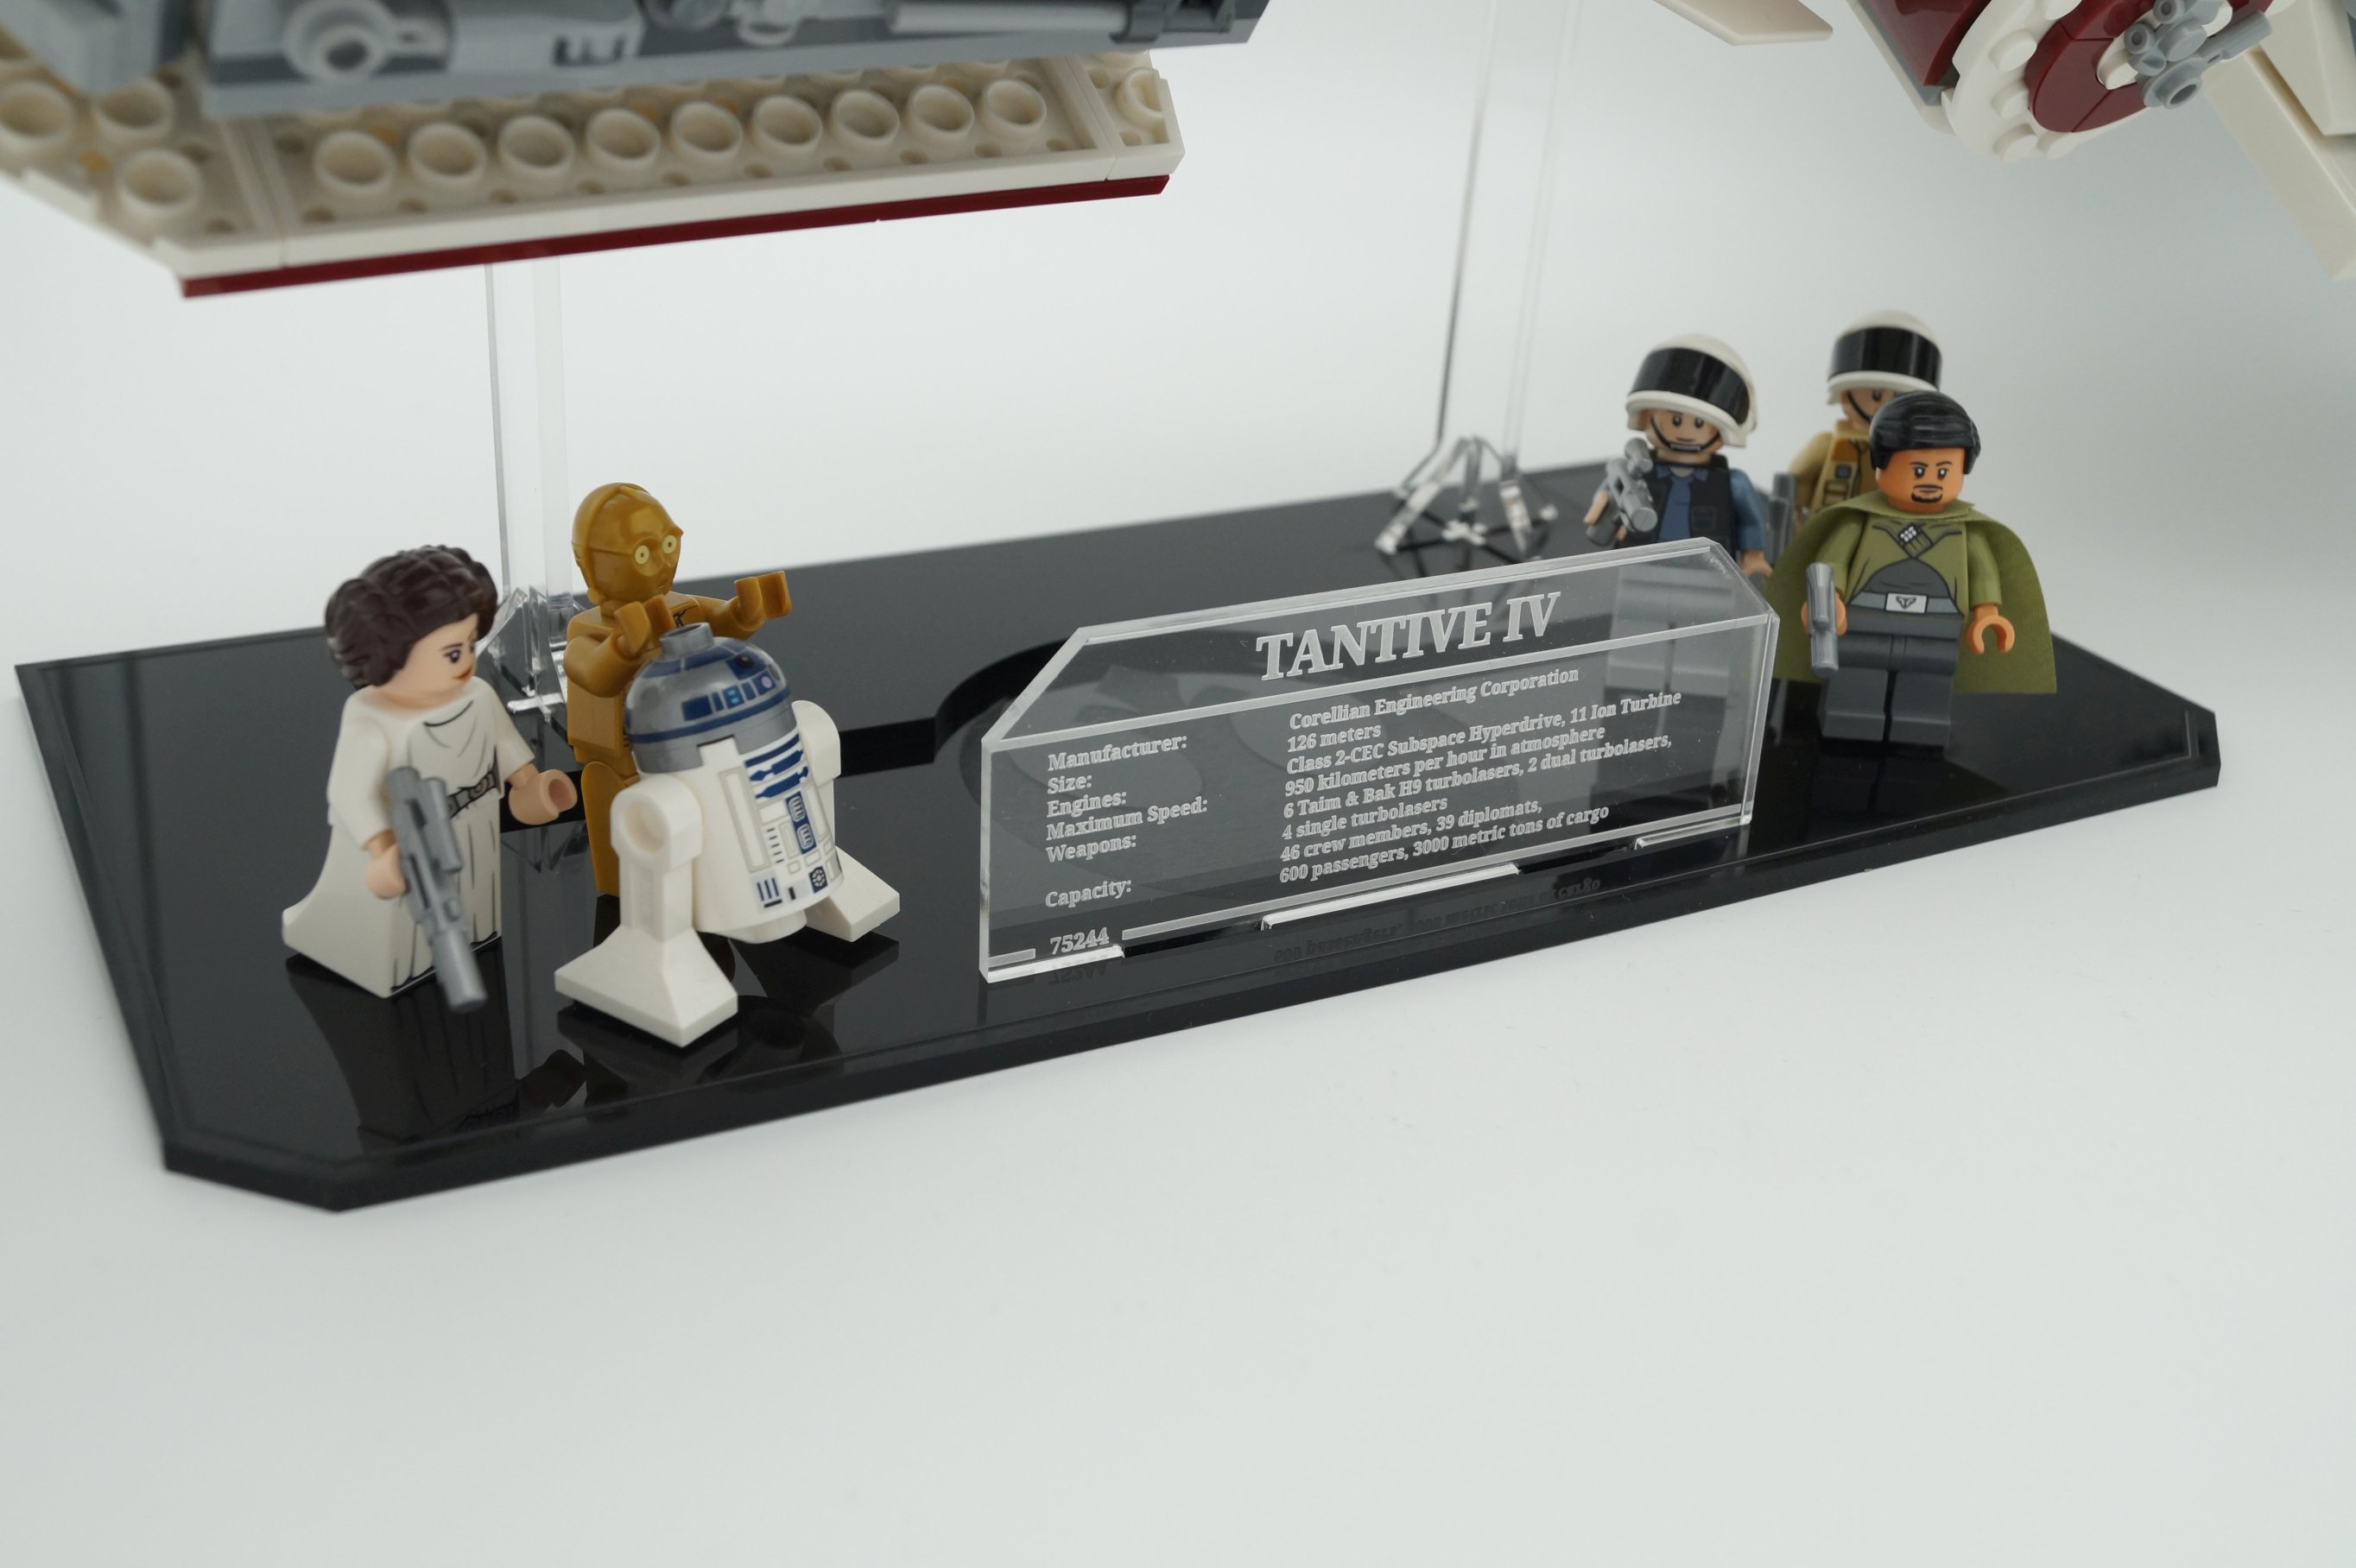 TANTIVE IV
Manufacturer: Corellian Engineering Corporation
Size: 126 meters
Engines: Class 2-CEC Subspace Hyperdrive, 11 Ion Turbine
Maximum Speed: 950 kilometers per hour in atmosphere
Weapons: 6 Taim & Bak H9 turbolasers, 2 dual turbolasers,
4 single turbolasers
Capacity: 46 crew members, 39 diplomats,
600 passengers, 3000 metric tons of cargo
75244